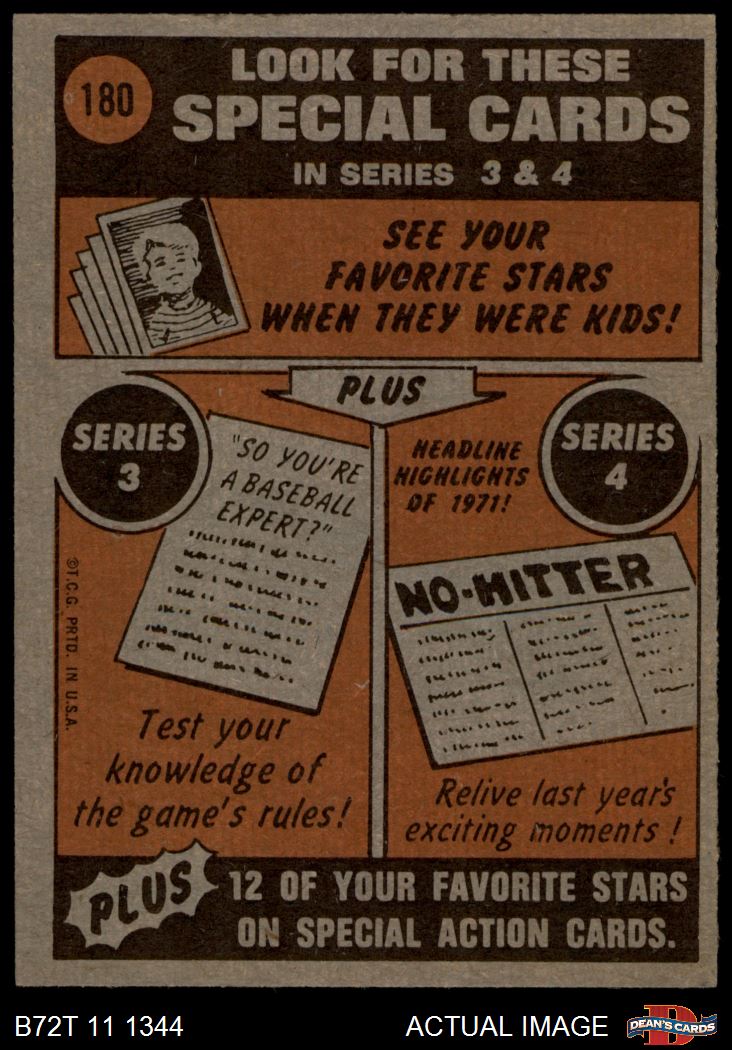 180
LOOK FOR THESE
SPECIAL CARDS
IN SERIES 3 & 4
SEE YOUR
FAVORITE STARS
WHEN THEY WERE KIDS!
PLUS
SERIES
3
"SO YOU'RE
A BASEBALL
EXPERT?"
Test your
knowledge of
the game's rules!
HEADLINE
HIGHLIGHTS
OF 1971!
SERIES
4
NO-HITTER
Relive last year's
exciting moments!
©T.C.G. PRTD. IN U.S.A.
PLUS
12 OF YOUR FAVORITE STARS
ON SPECIAL ACTION CARDS.
B72T 11 1344
ACTUAL IMAGE
D
DEAN'S CARDS